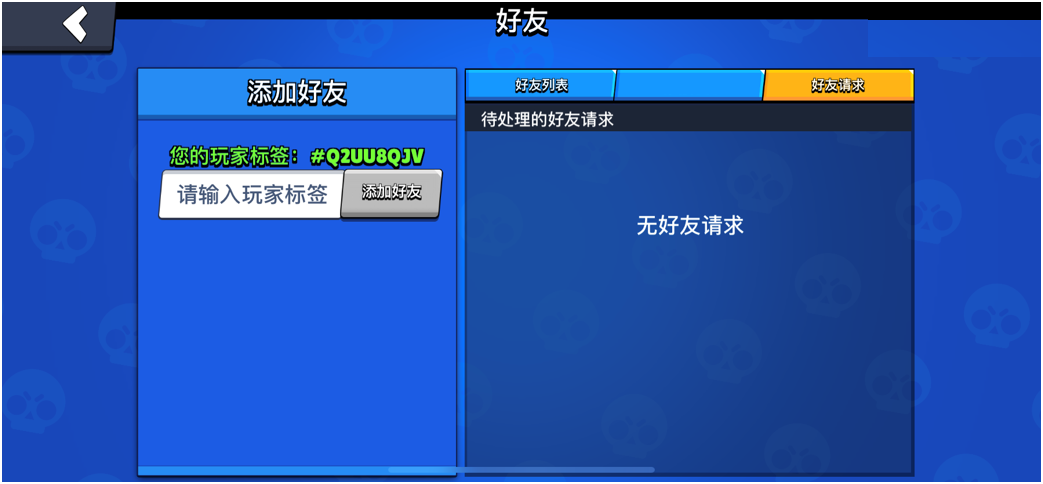 好友
添加好友
您的玩家标签：#Q2UU8QJV
请输入玩家标签 添加好友
好友列表 好友请求
待处理的好友请求
无好友请求